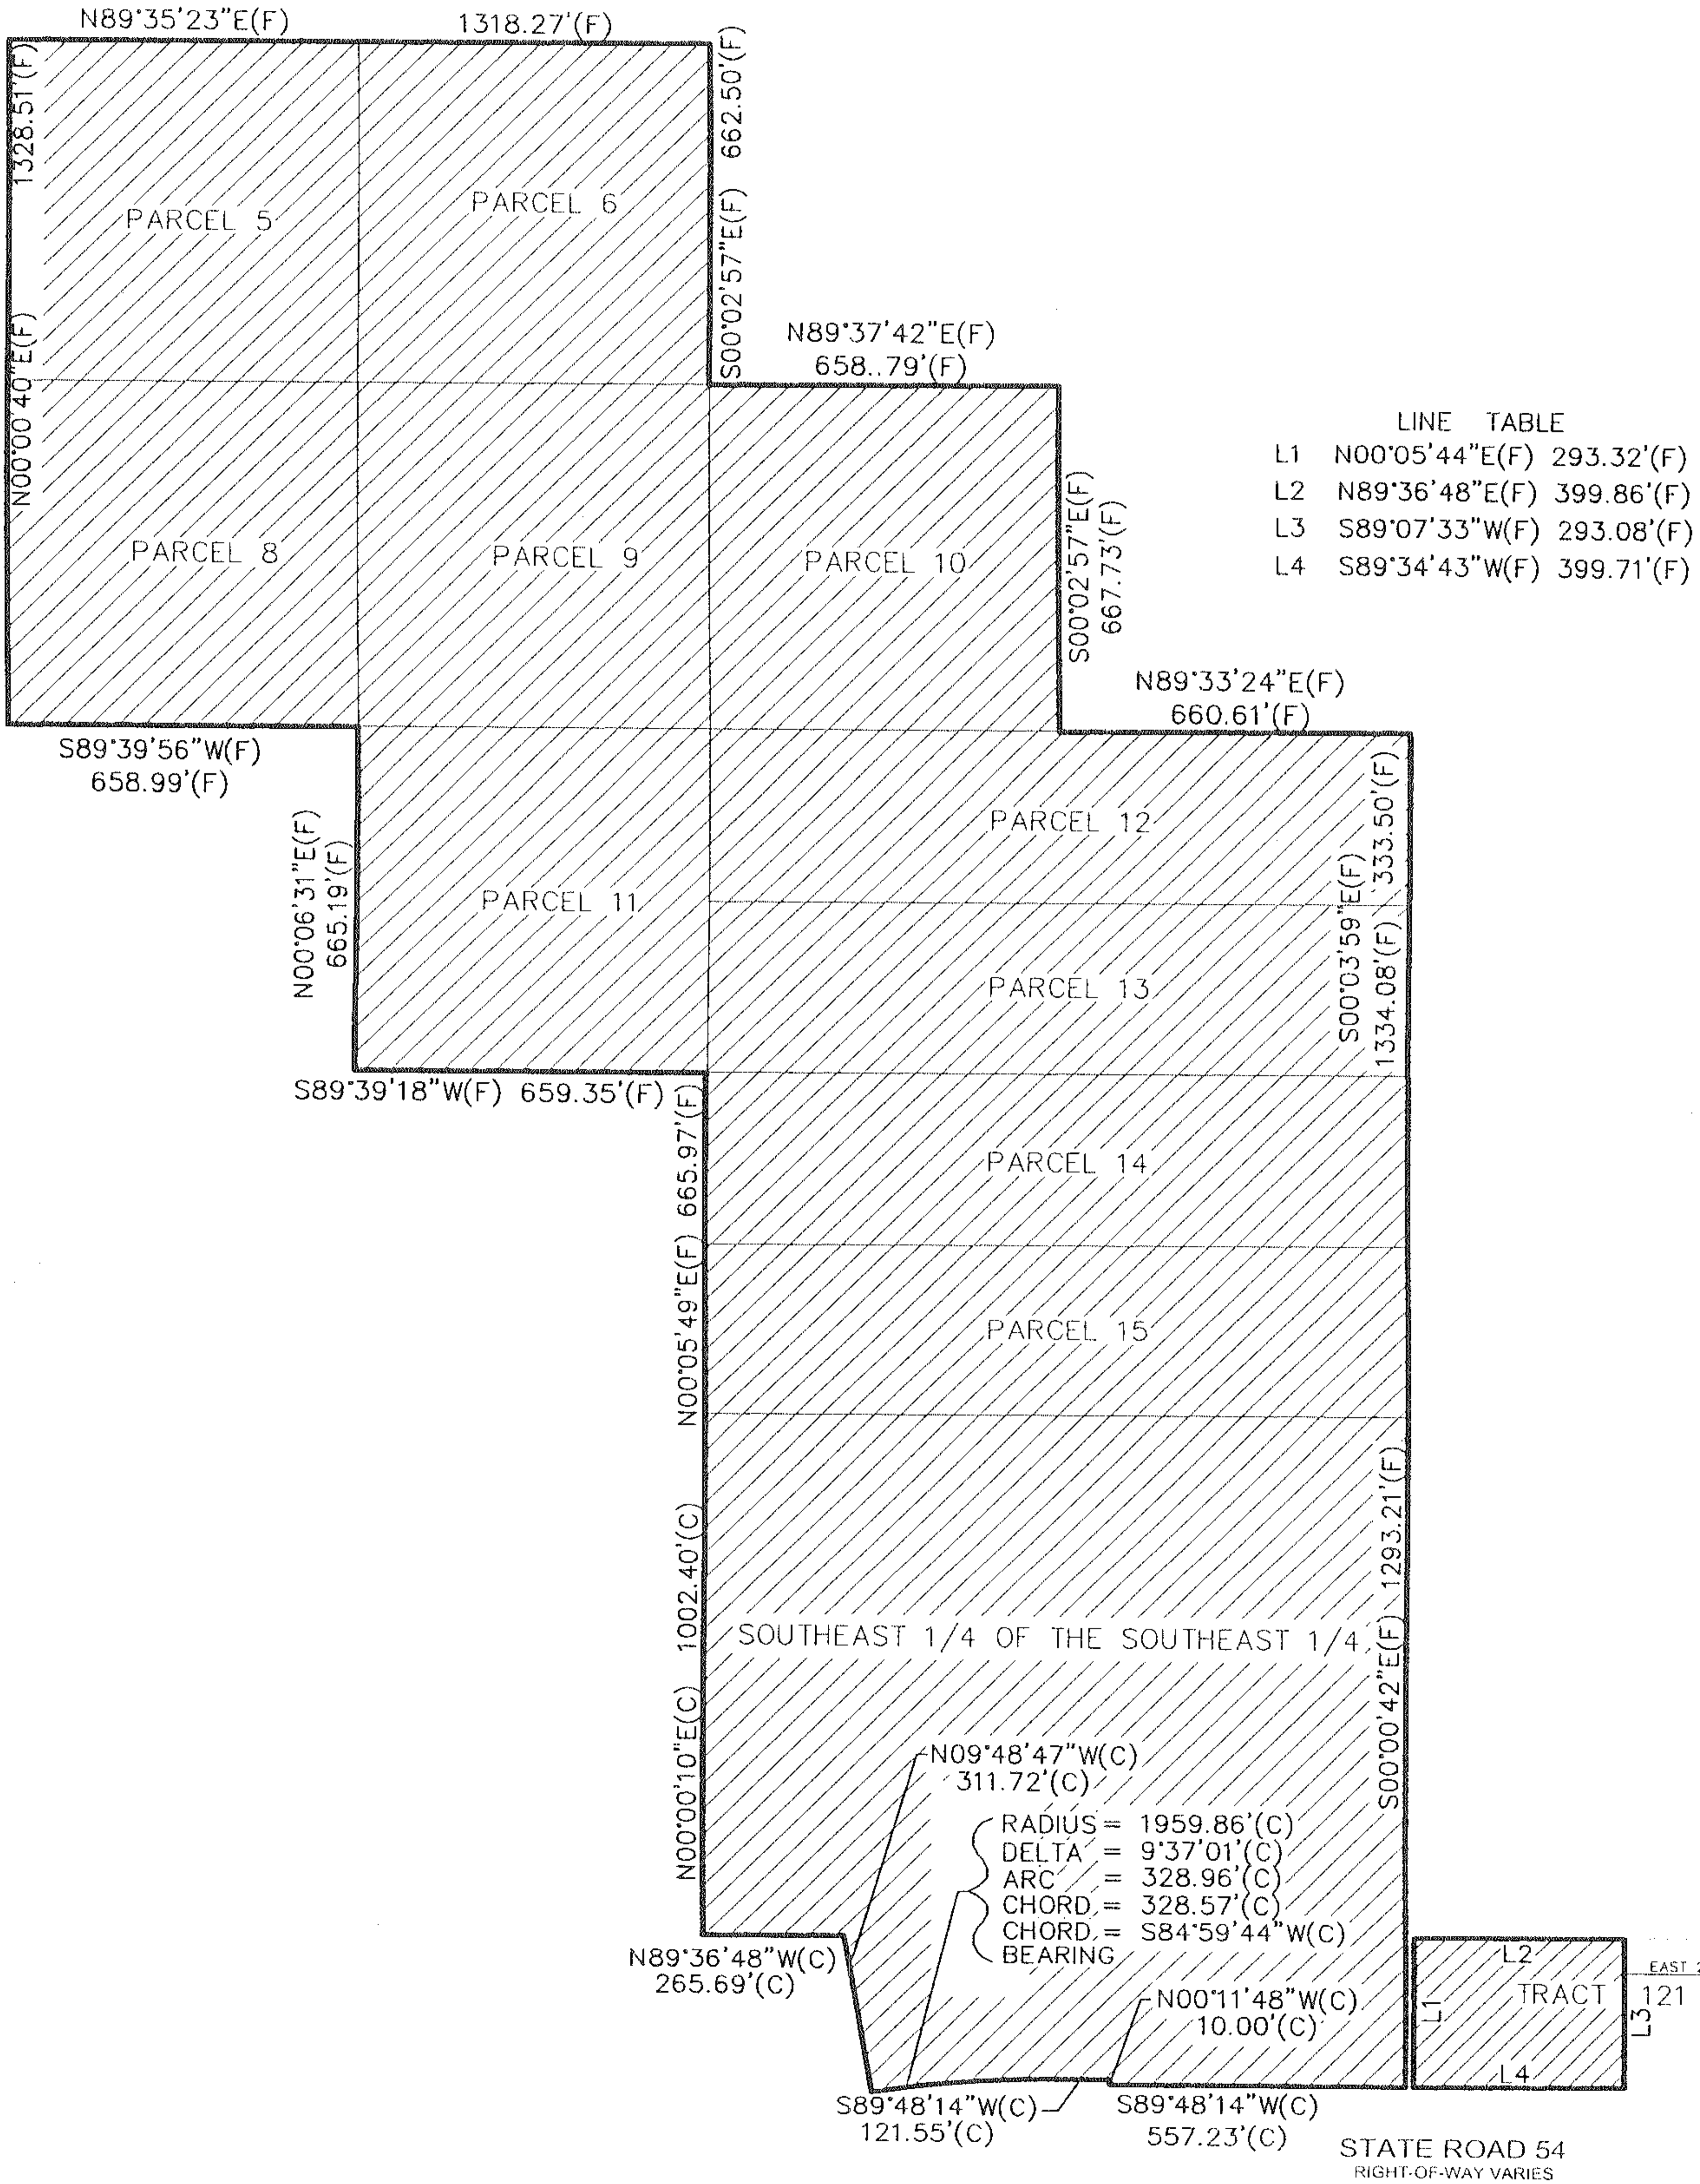 N89°35'23"E(F)
1318.27'(F)
1328.51'(F)
N00°00'40"E(F)
662.50'(F)
S00°02'57"E(F)
PARCEL 5
PARCEL 6
N89°37'42"E(F)
658..79'(F)
LINE TABLE
L1 N00°05'44"E(F) 293.32'(F)
L2 N89°36'48"E(F) 399.86'(F)
L3 S89°07'33"W(F) 293.08'(F)
L4 S89°34'43"W(F) 399.71'(F)
PARCEL 8
PARCEL 9
PARCEL 10
S00°02'57"E(F)
667.73'(F)
N89°33'24"E(F)
660.61'(F)
S89°39'56"W(F)
658.99'(F)
N00°06'31"E(F)
665.19'(F)
PARCEL 11
PARCEL 12
333.50'(F)
S00°03'59"E(F)
1334.08'(F)
PARCEL 13
S89°39'18"W(F) 659.35'(F)
N00°05'49"E(F) 665.97'(F)
PARCEL 14
PARCEL 15
N00°00'10"E(C) 1002.40'(C)
S00°00'42"E(F) 1293.21'(F)
SOUTHEAST 1/4 OF THE SOUTHEAST 1/4
N09°48'47"W(C)
311.72'(C)
RADIUS = 1959.86'(C)
DELTA = 9°37'01'(C)
ARC = 328.96'(C)
CHORD = 328.57'(C)
CHORD = S84°59'44"W(C)
BEARING
N89°36'48"W(C)
265.69'(C)
N00°11'48"W(C)
10.00'(C)
L2
EAST
TRACT 121
L1
L3
L4
S89°48'14"W(C)
121.55'(C)
S89°48'14"W(C)
557.23'(C)
STATE ROAD 54
RIGHT-OF-WAY VARIES